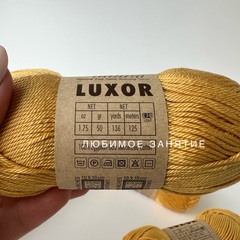 LUXOR
NET NET
oz gr yards meters
1.75 50 136 125
ЛЮБИМОЕ ЗАНЯТИЕ